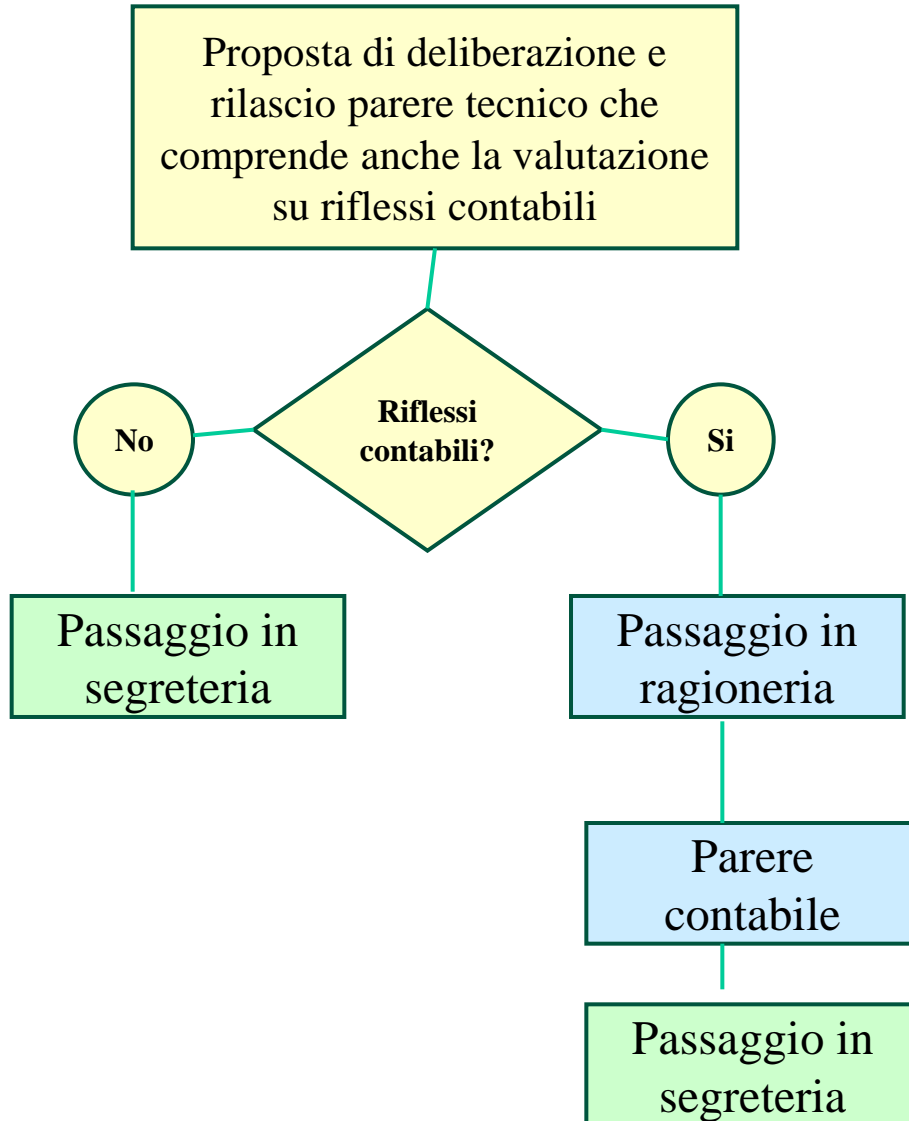 Proposta di deliberazione e
rilascio parere tecnico che
comprende anche la valutazione
su riflessi contabili
Riflessi
contabili?
No
Si
Passaggio in
segreteria
Passaggio in
ragioneria
Parere
contabile
Passaggio in
segreteria